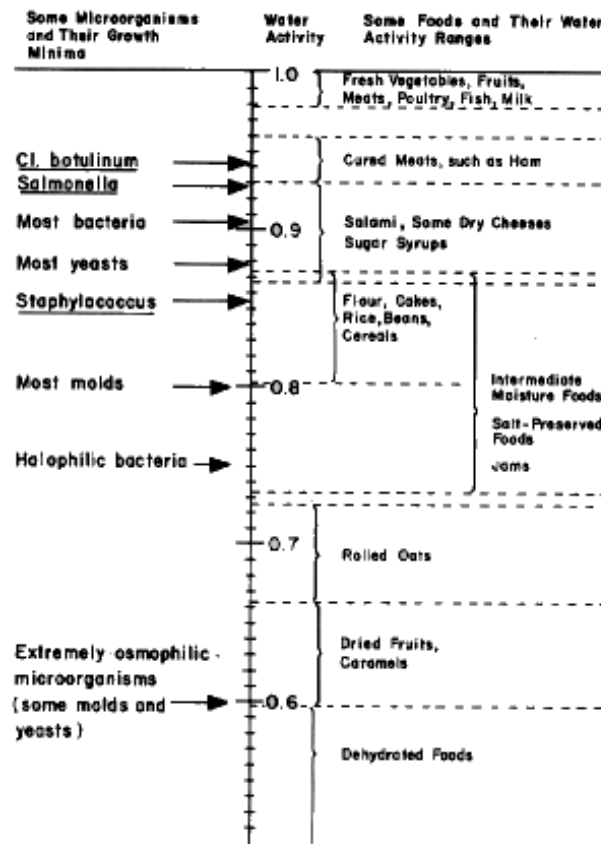 Some Microorganisms
and Their Growth
Minima
Water
Activity
Some Foods and Their Water
Activity Ranges
1.0
Fresh Vegetables, Fruits,
Meats, Poultry, Fish, Milk
Cl. botulinum
Cured Meats, such as Ham
Salmonella
Most bacteria
0.9
Salami, Some Dry Cheeses
Sugar Syrups
Most yeasts
Staphylococcus
Flour, Cakes,
Rice, Beans,
Cereals
Most molds
0.8
Intermediate
Moisture Foods
Salt-Preserved
Foods
Jams
Halophilic bacteria
0.7
Rolled Oats
Extremely osmophilic
microorganisms
(some molds and
yeasts)
Dried Fruits,
Caramels
0.6
Dehydrated Foods